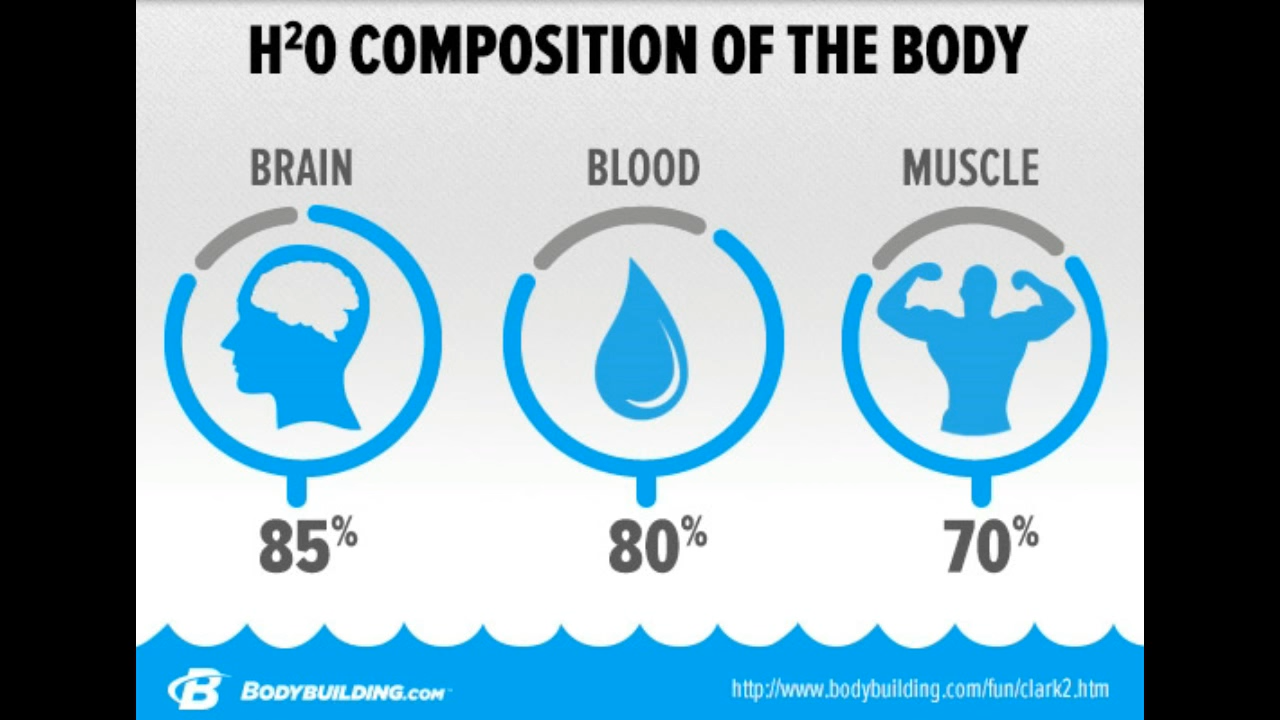 H²0 COMPOSITION OF THE BODY
BRAIN
BLOOD
MUSCLE
85%
80%
70%
B BODYBUILDING.COM
http://www.bodybuilding.com/fun/clark2.htm